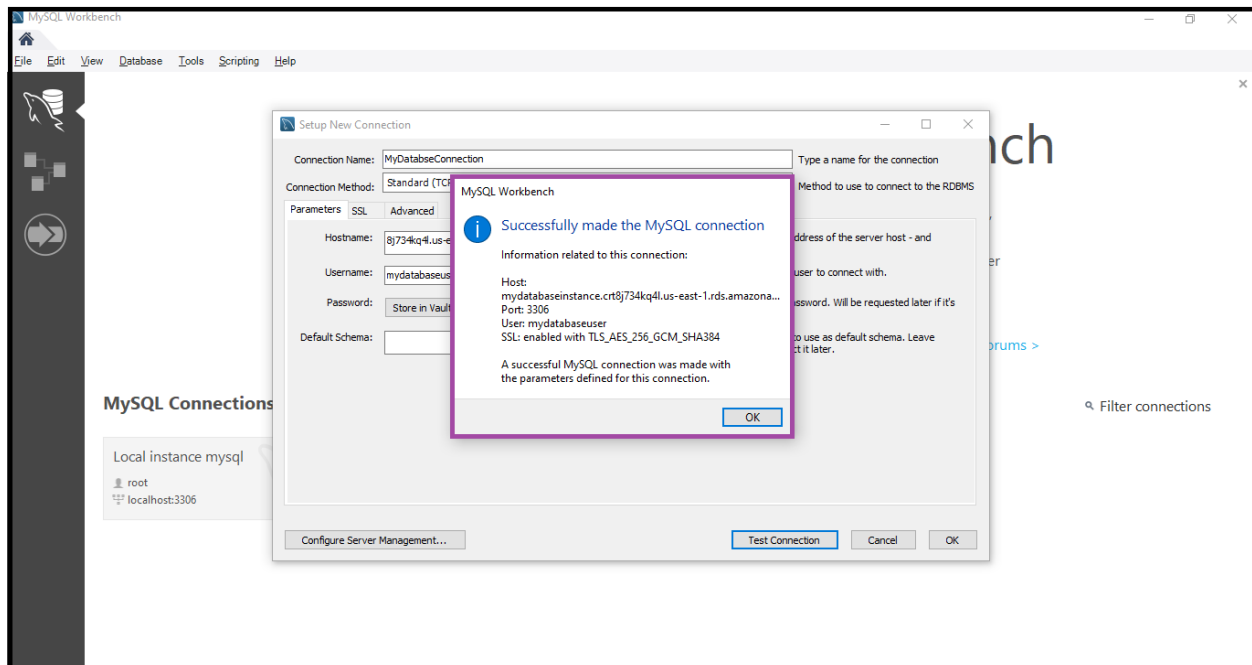 MySQL Workbench
File Edit View Database Tools Scripting Help
Setup New Connection
ch
Connection Name: MyDatabseConnection Type a name for the connection
Connection Method: Standard (TCP Method to use to connect to the RDBMS
MySQL Workbench
Parameters SSL Advanced
Successfully made the MySQL connection
Hostname: 8j734kq4l.us-e ddress of the server host - and
Information related to this connection:
er
Username: mydatabaseus user to connect with.
Host:
mydatabaseinstance.crt8j734kq4l.us-east-1.rds.amazona...
Password: Store in Vault ssword. Will be requested later if it's
Port: 3306
User: mydatabaseuser
SSL: enabled with TLS_AES_256_GCM_SHA384
Default Schema: to use as default schema. Leave
ct it later.
orums >
A successful MySQL connection was made with
the parameters defined for this connection.
OK
MySQL Connections
Filter connections
Local instance mysql
root
localhost:3306
Configure Server Management... Test Connection Cancel OK